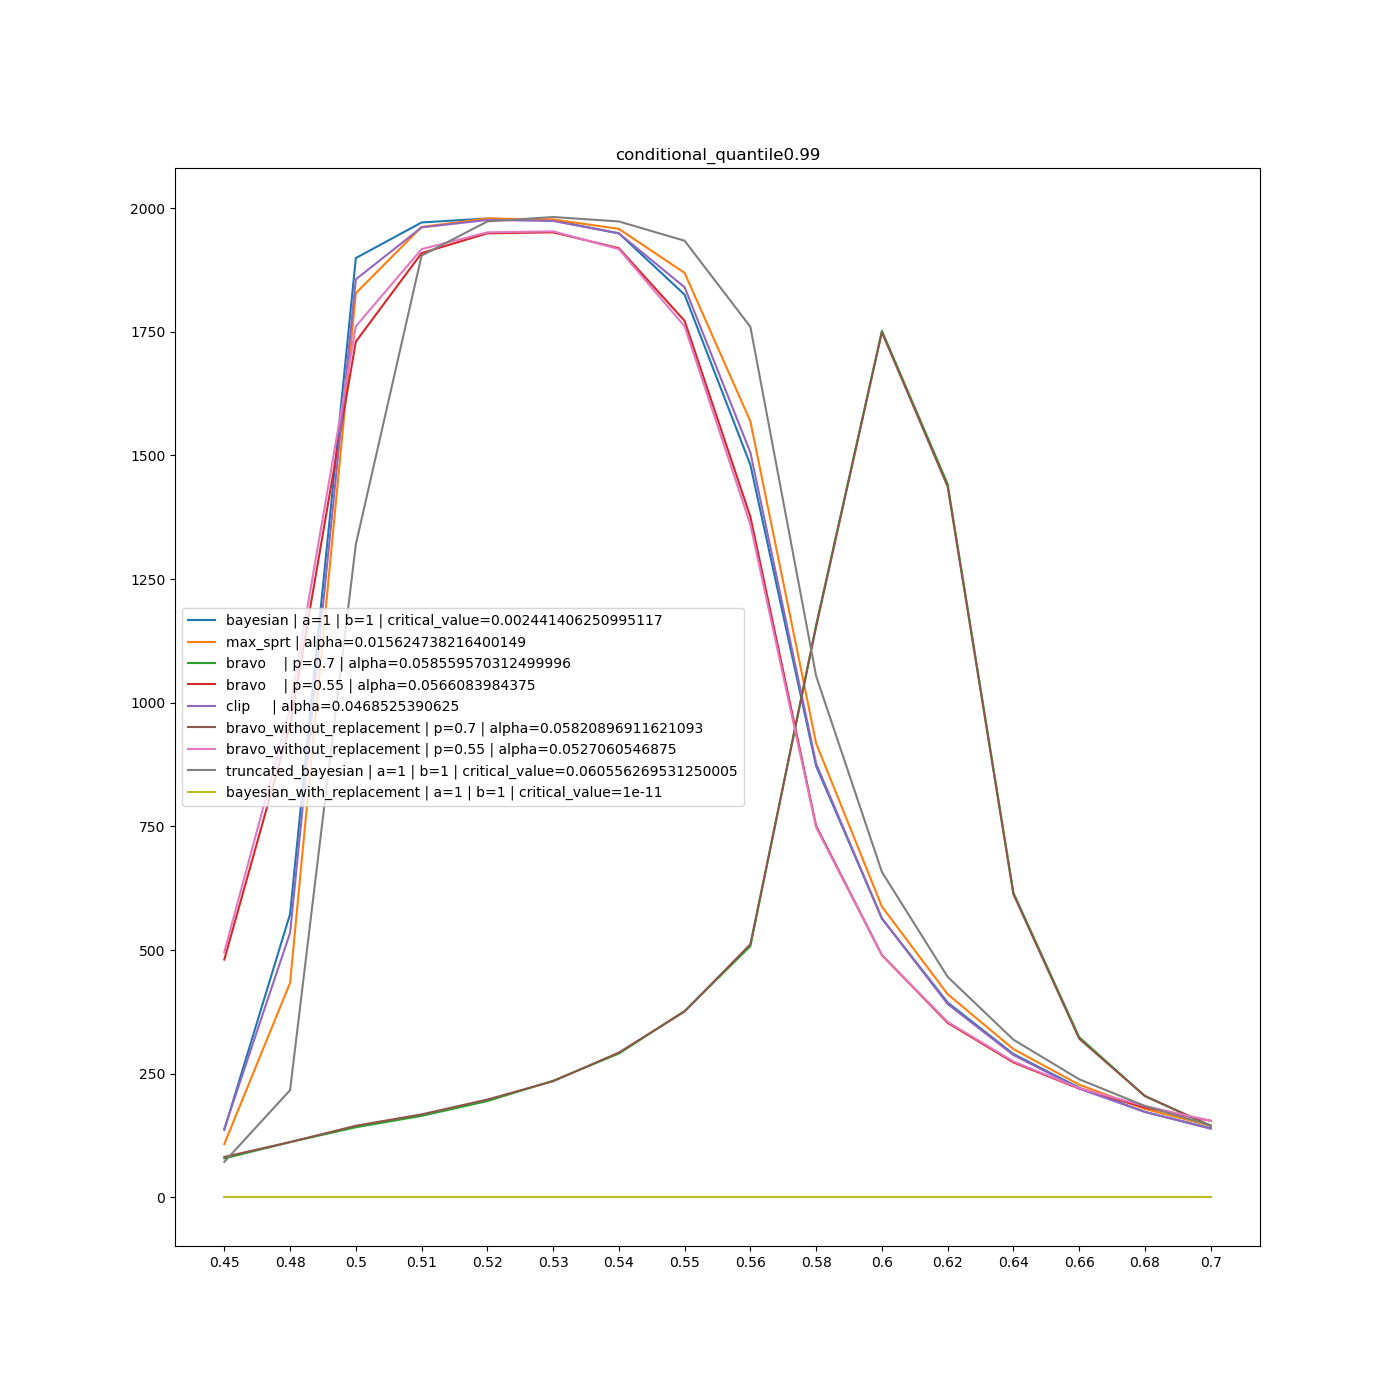 conditional_quantile0.99
2000
1750
1500
1250
1000
750
500
250
0
bayesian | a=1 | b=1 | critical_value=0.002441406250995117
max_sprt | alpha=0.015624738216400149
bravo | p=0.7 | alpha=0.058559570312499996
bravo | p=0.55 | alpha=0.0566083984375
clip | alpha=0.0468525390625
bravo_without_replacement | p=0.7 | alpha=0.05820896911621093
bravo_without_replacement | p=0.55 | alpha=0.0527060546875
truncated_bayesian | a=1 | b=1 | critical_value=0.060556269531250005
bayesian_with_replacement | a=1 | b=1 | critical_value=1e-11
0.45 0.48 0.5 0.51 0.52 0.53 0.54 0.55 0.56 0.58 0.6 0.62 0.64 0.66 0.68 0.7